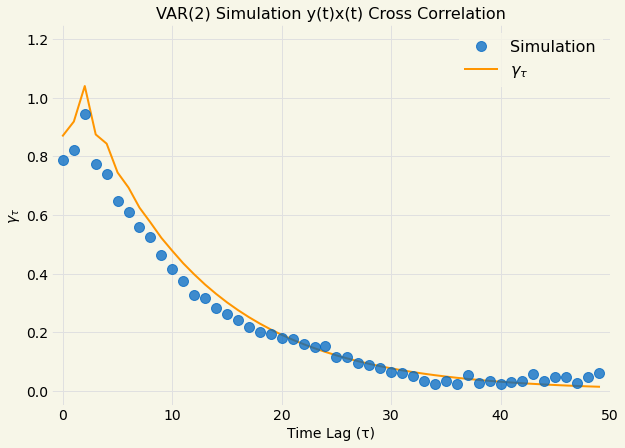 VAR(2) Simulation y(t)x(t) Cross Correlation
Simulation
γτ
γτ
1.2
1.0
0.8
0.6
0.4
0.2
0.0
0 10 20 30 40 50
Time Lag (τ)